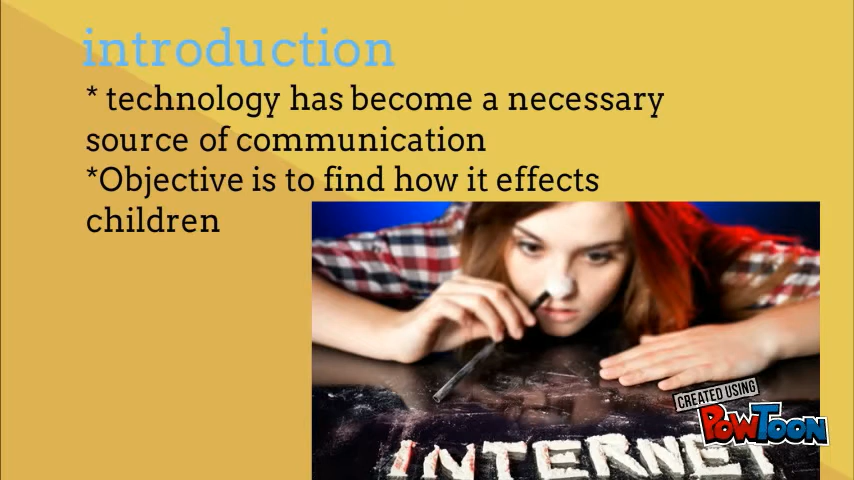 introduction
* technology has become a necessary
source of communication
*Objective is to find how it effects
children
INTERNET
CREATED USING
POWTOON